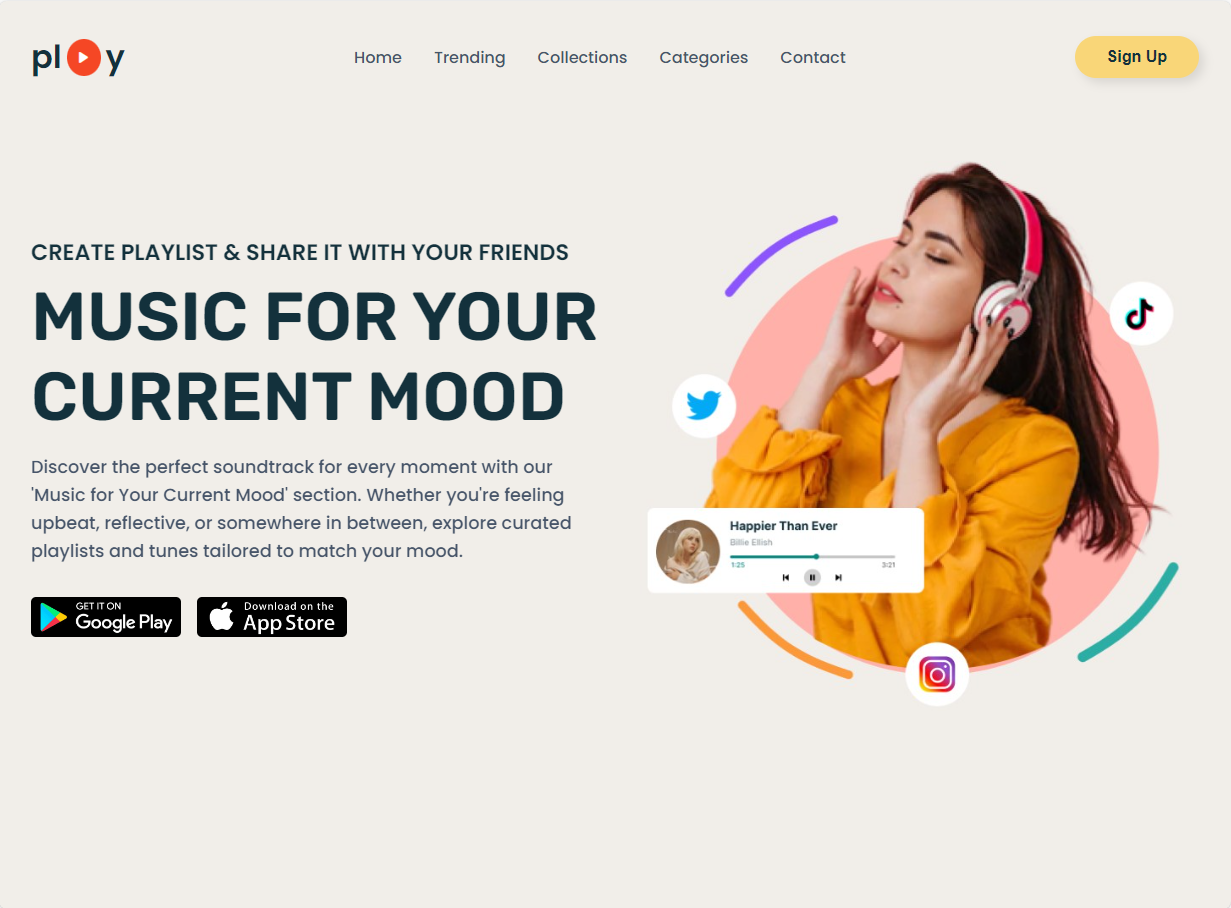 play
Home Trending Collections Categories Contact
Sign Up
CREATE PLAYLIST & SHARE IT WITH YOUR FRIENDS
MUSIC FOR YOUR
CURRENT MOOD
Discover the perfect soundtrack for every moment with our
'Music for Your Current Mood' section. Whether you're feeling
upbeat, reflective, or somewhere in between, explore curated
playlists and tunes tailored to match your mood.
GET IT ON
Google Play
Download on the
App Store
Happier Than Ever
Billie Ellish
1:25 3:21